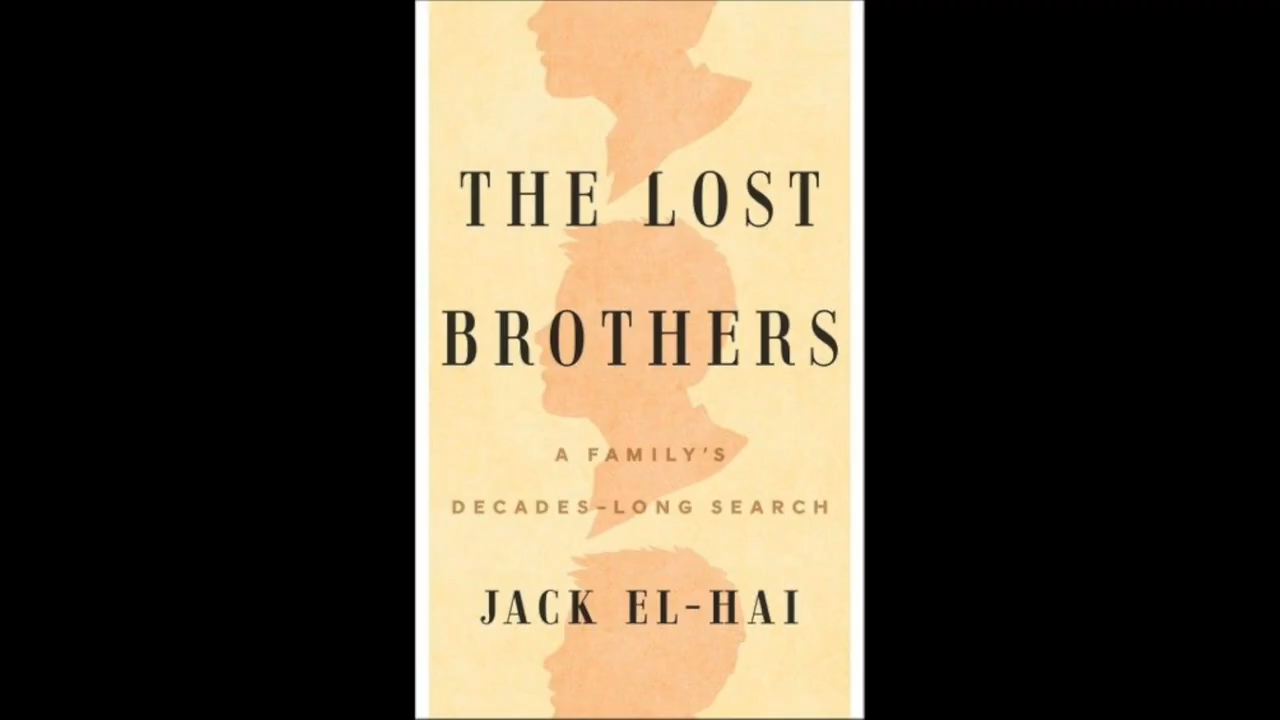 THE LOST
BROTHERS
A FAMILY'S
DECADES-LONG SEARCH
JACK EL-HAI